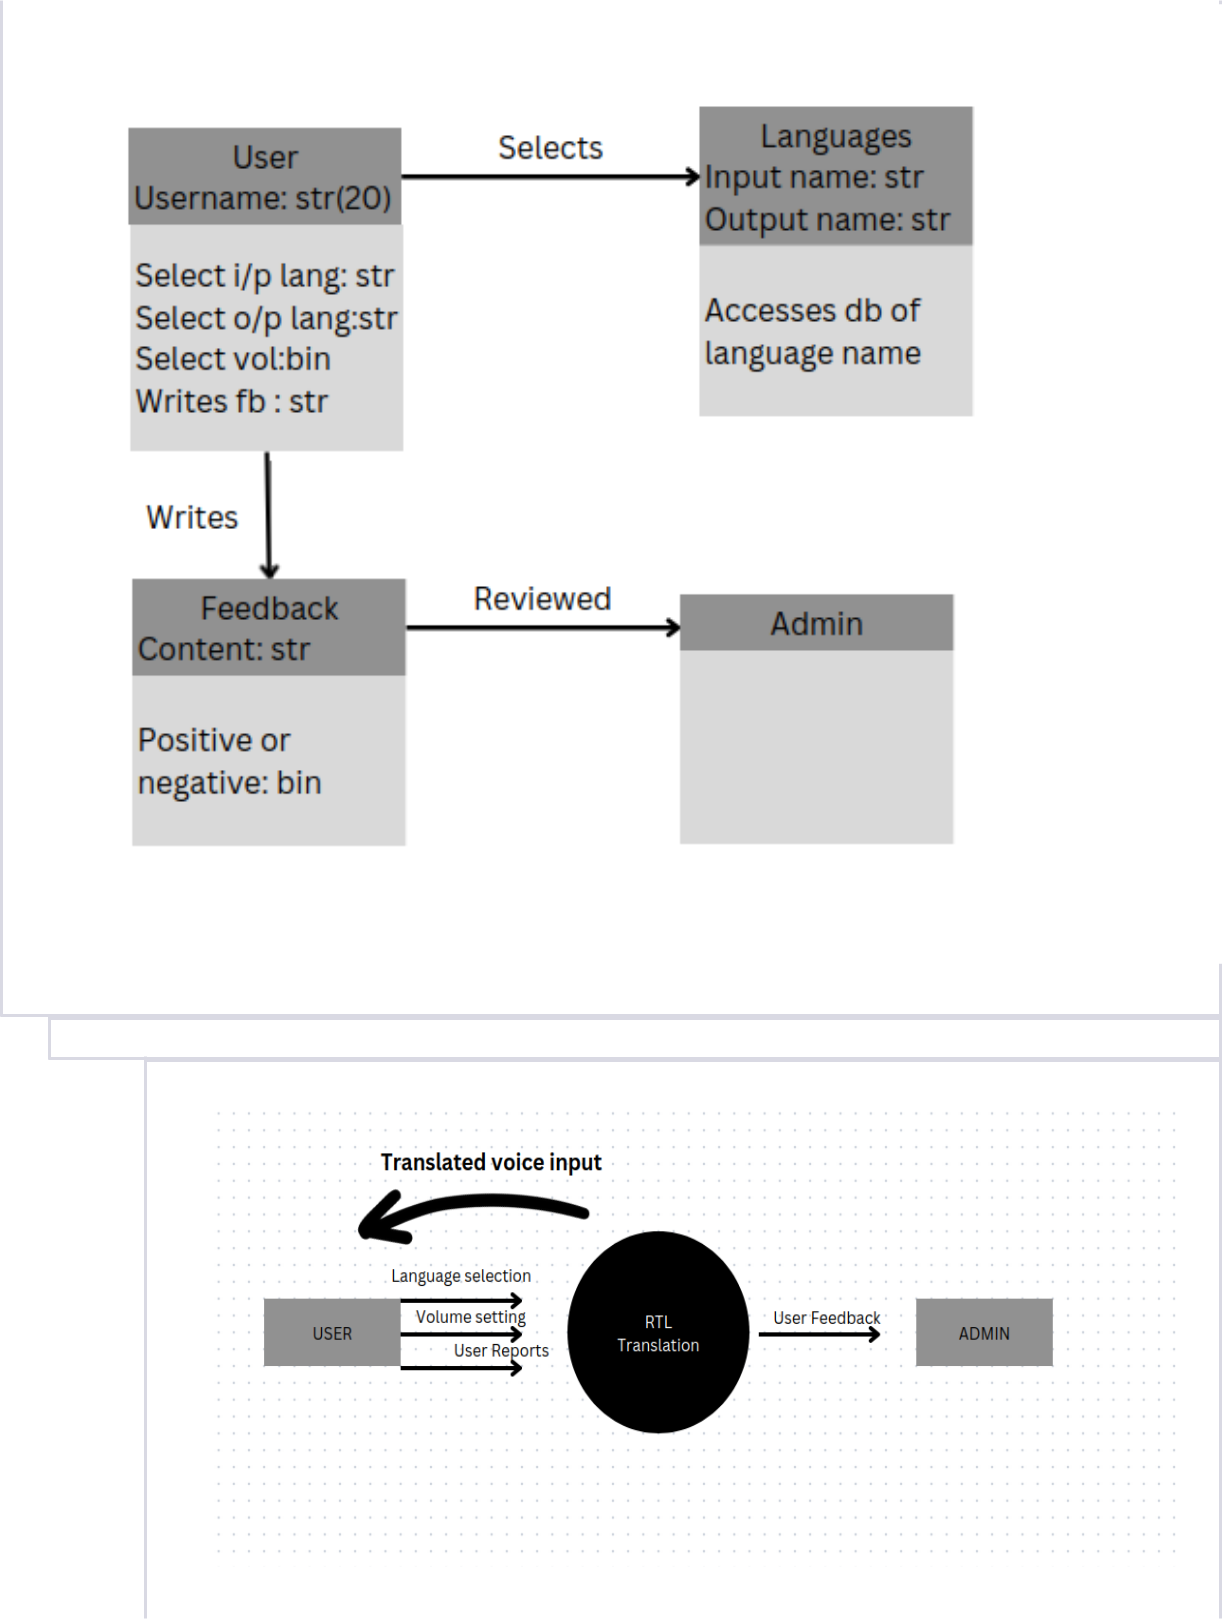 User
Username: str(20)
Select i/p lang: str
Select o/p lang:str
Select vol:bin
Writes fb : str
Selects
Languages
Input name: str
Output name: str
Accesses db of
language name
Writes
Feedback
Content: str
Positive or
negative: bin
Reviewed
Admin
Translated voice input
Language selection
Volume setting
User Reports
USER
RTL
Translation
User Feedback
ADMIN